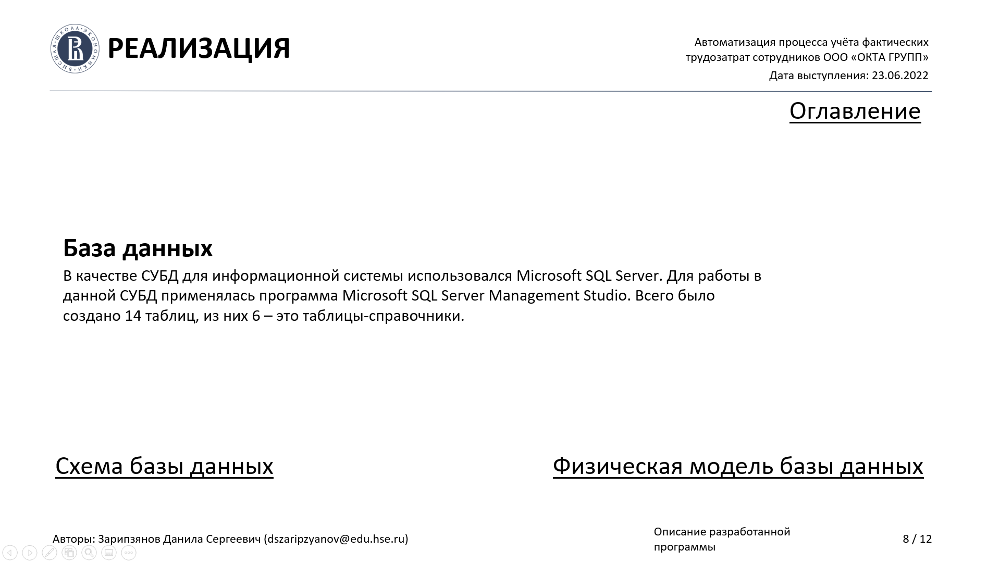 ВЫСШАЯ ШКОЛА ЭКОНОМИКИ
РЕАЛИЗАЦИЯ
Автоматизация процесса учёта фактических
трудозатрат сотрудников ООО «ОКТА ГРУПП»
Дата выступления: 23.06.2022
Оглавление
База данных
В качестве СУБД для информационной системы использовался Microsoft SQL Server. Для работы в
данной СУБД применялась программа Microsoft SQL Server Management Studio. Всего было
создано 14 таблиц, из них 6 – это таблицы-справочники.
Схема базы данных
Физическая модель базы данных
Авторы: Зарипзянов Данила Сергеевич (dszaripzyanov@edu.hse.ru)
Описание разработанной
программы
8 / 12